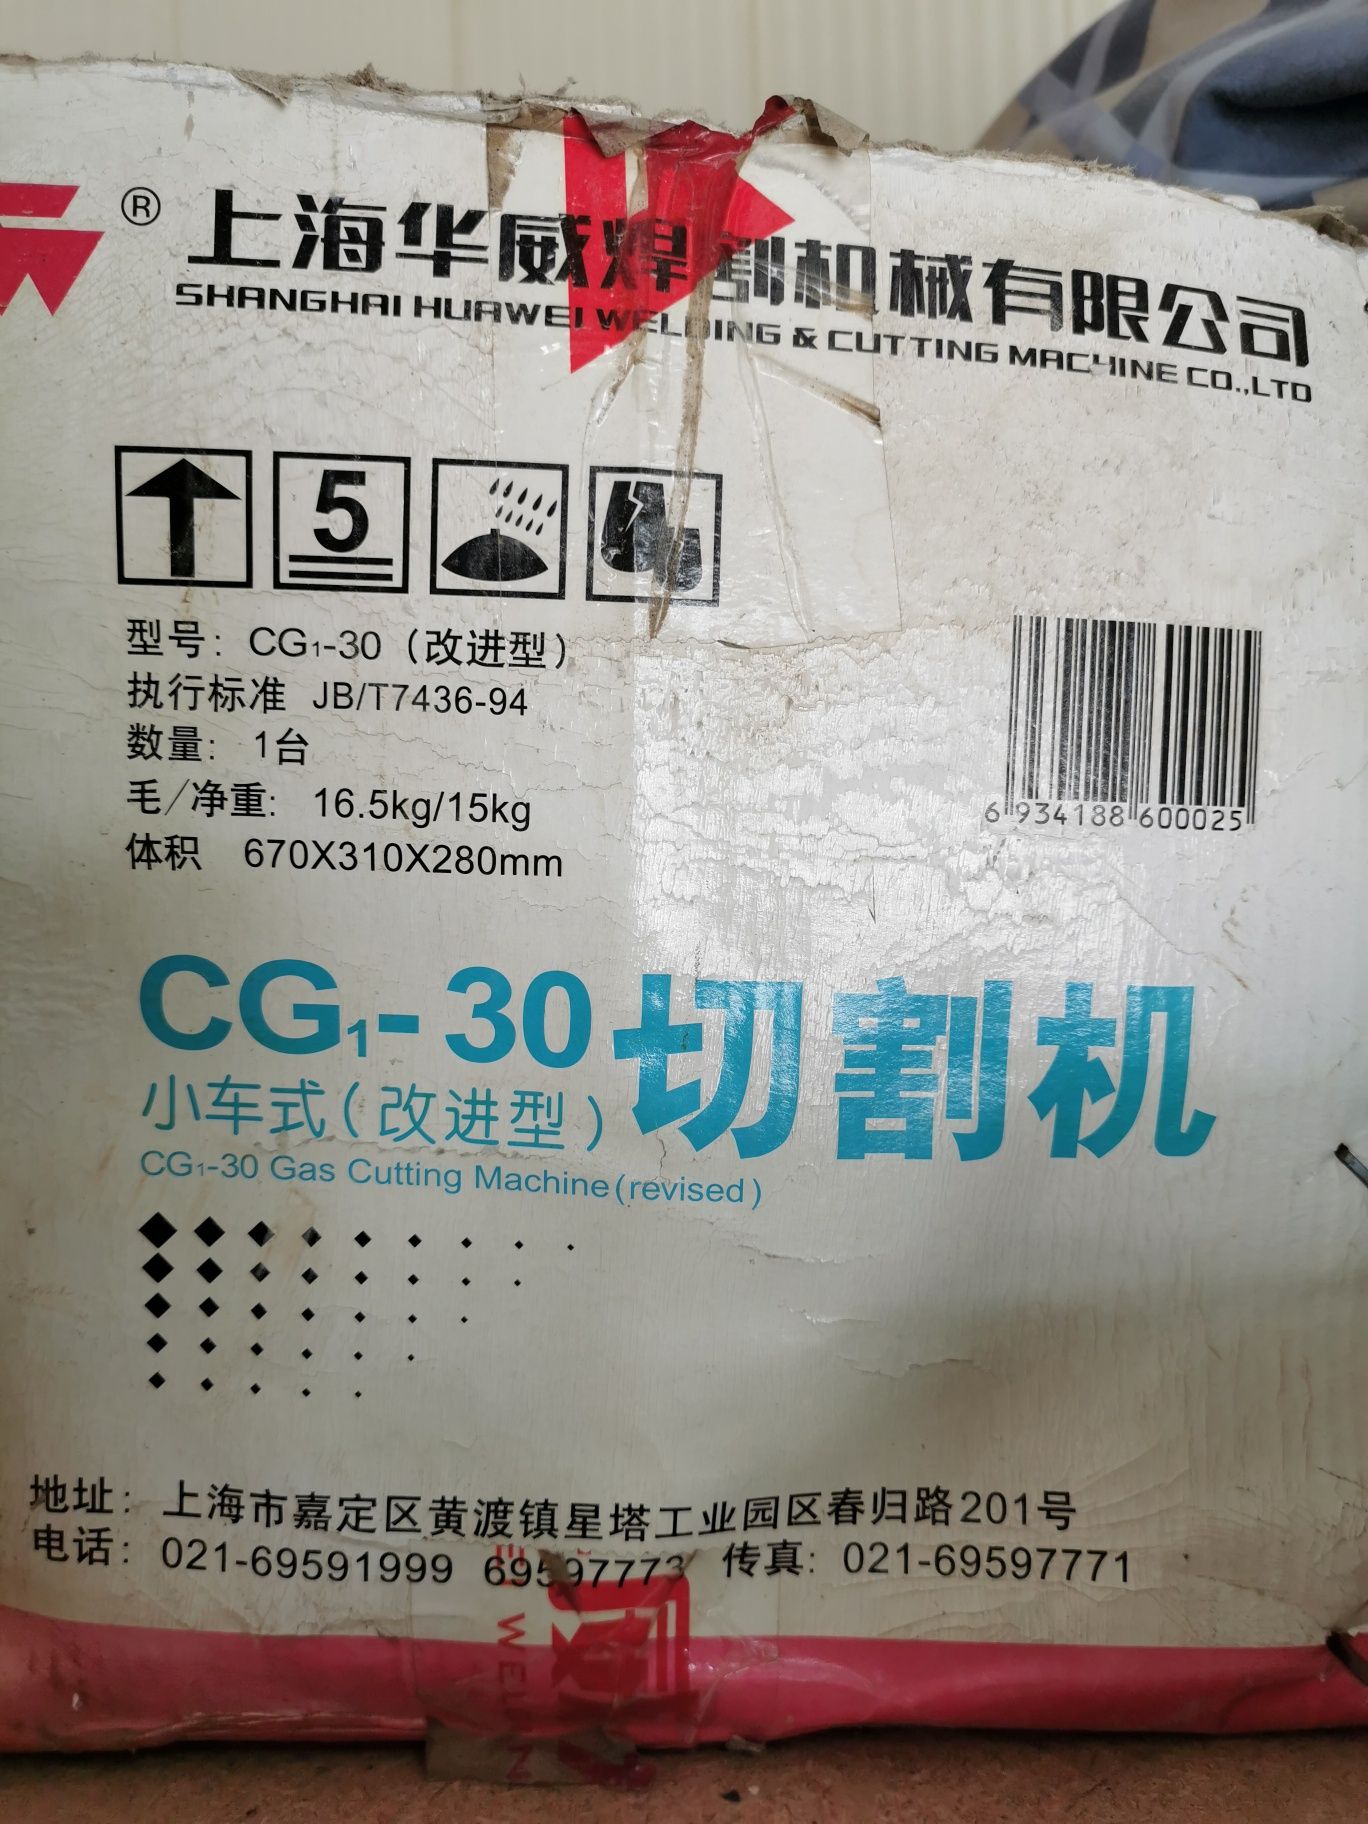 ® 上海华威焊割机械有限公司
SHANGHAI HUAWEI WELDING & CUTTING MACHINE CO.,LTD
5
型号：CG1-30（改进型）
执行标准 JB/T7436-94
数量：1台
毛/净重：16.5kg/15kg
体积 670X310X280mm
6 934188 600025
CG1-30 切割机
小车式(改进型)
CG1-30 Gas Cutting Machine(revised)
地址：上海市嘉定区黄渡镇星塔工业园区春归路201号
电话：021-69591999 69597773 传真：021-69597771